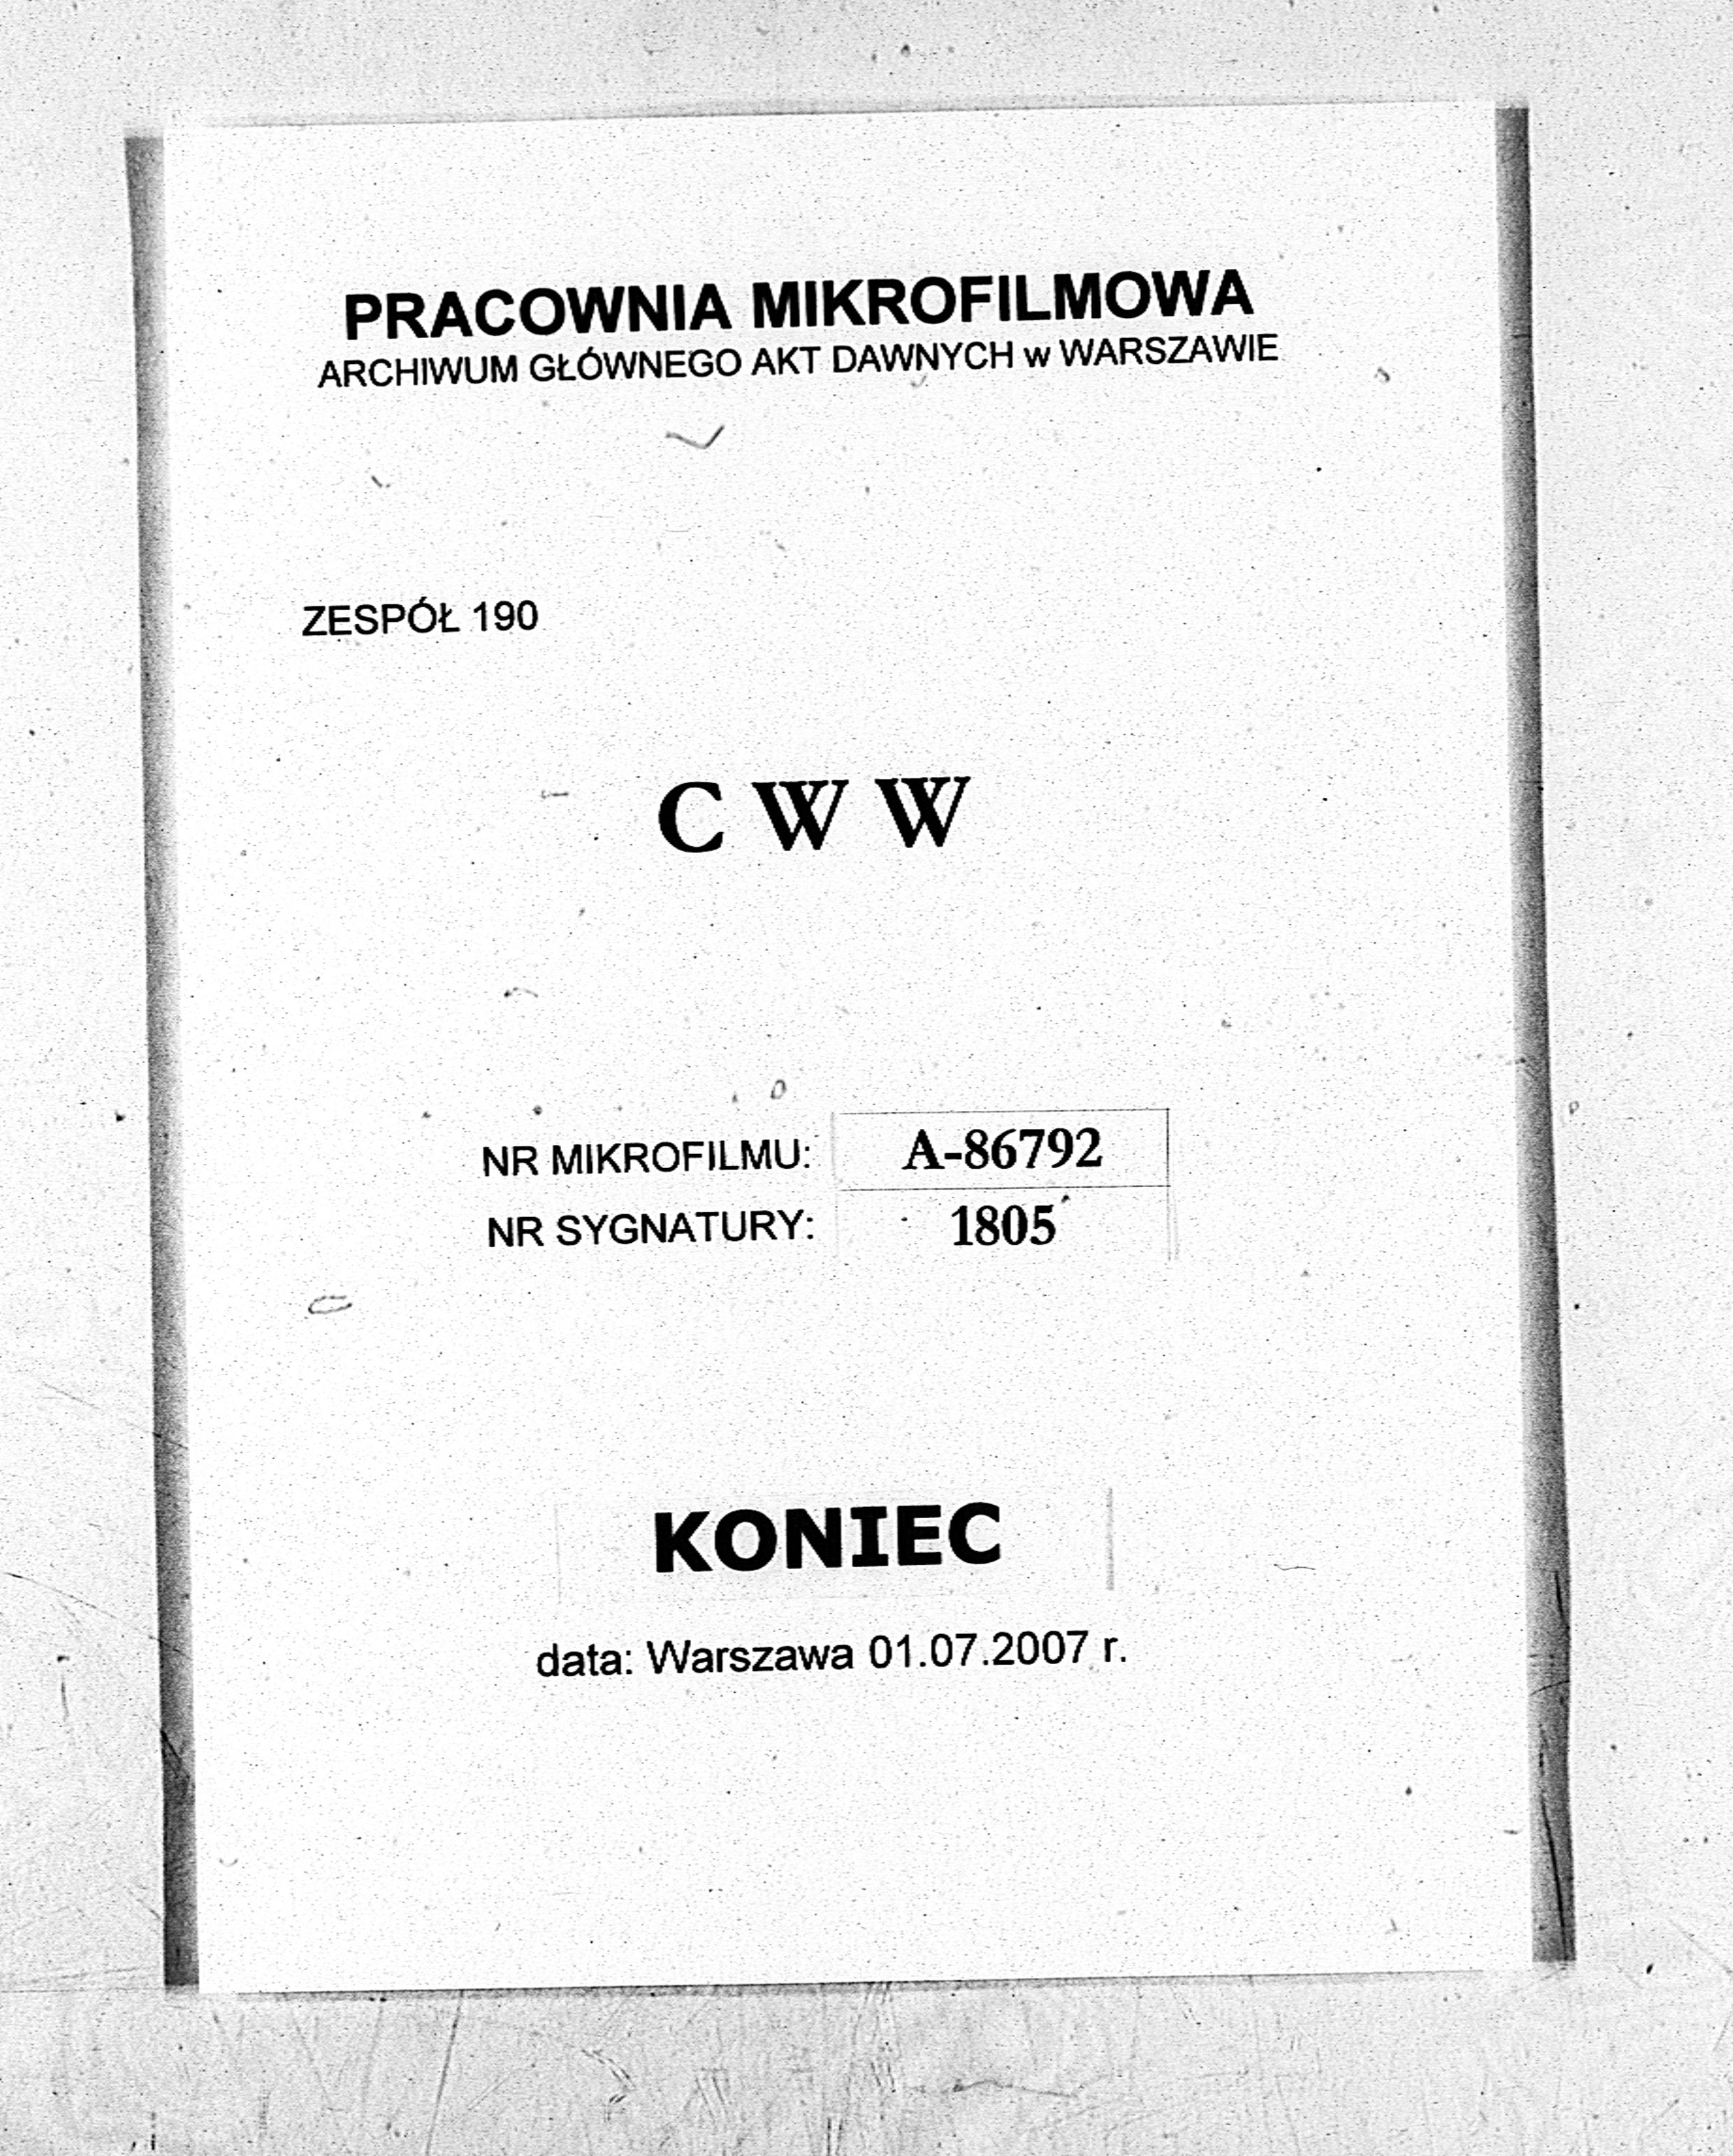 PRACOWNIA MIKROFILMOWA
ARCHIWUM GŁÓWNEGO AKT DAWNYCH w WARSZAWIE
ZESPÓŁ 190
C W W
NR MIKROFILMU: A-86792
NR SYGNATURY: 1805
KONIEC
data: Warszawa 01.07.2007 r.